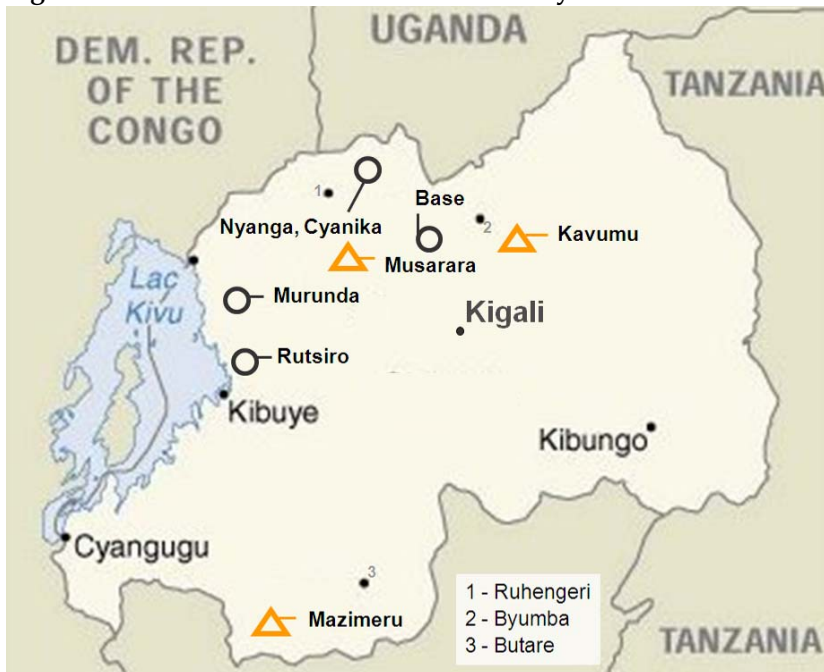 DEM. REP.
OF THE
CONGO
UGANDA
TANZANIA
1
Base
2
Nyanga, Cyanika
Kavumu
Musarara
Lac
Kivu
Murunda
Kigali
Rutsiro
Kibuye
Kibungo
Cyangugu
3
Mazimeru
1 - Ruhengeri
2 - Byumba
3 - Butare
TANZANIA